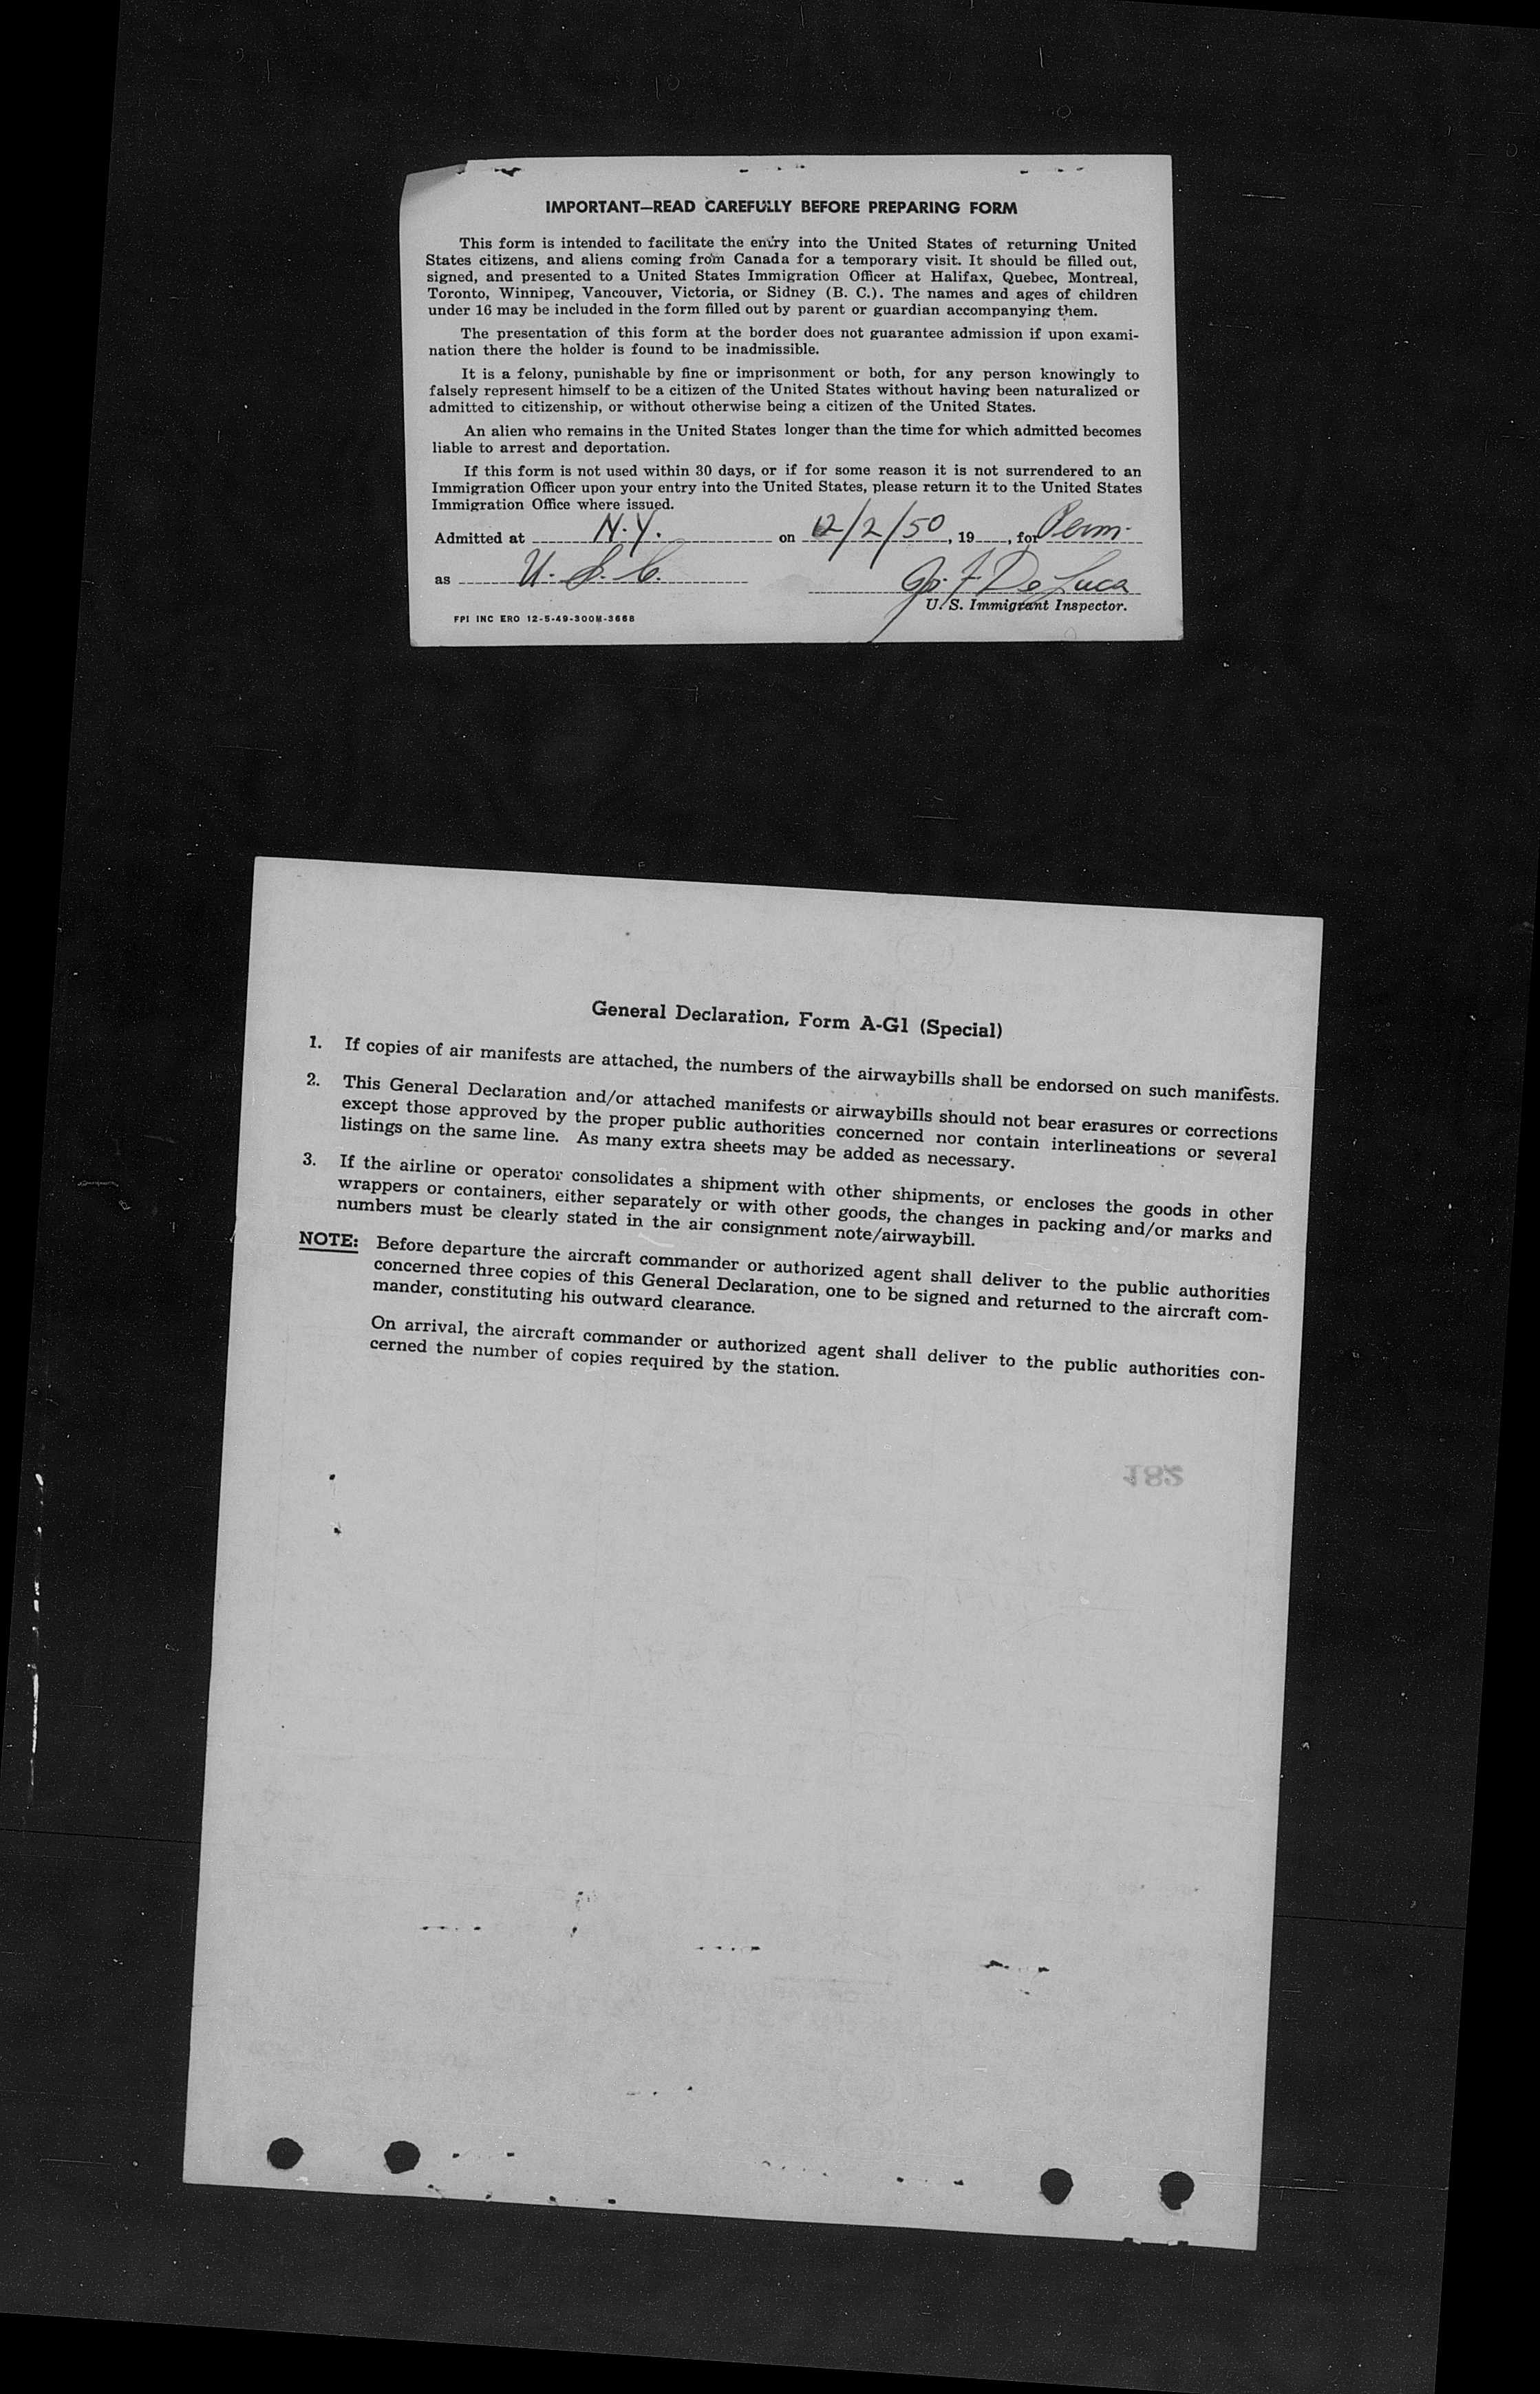 IMPORTANT—READ CAREFULLY BEFORE PREPARING FORM
This form is intended to facilitate the entry into the United States of returning United
States citizens, and aliens coming from Canada for a temporary visit. It should be filled out,
signed, and presented to a United States Immigration Officer at Halifax, Quebec, Montreal,
Toronto, Winnipeg, Vancouver, Victoria, or Sidney (B. C.). The names and ages of children
under 16 may be included in the form filled out by parent or guardian accompanying them.
The presentation of this form at the border does not guarantee admission if upon exami-
nation there the holder is found to be inadmissible.
It is a felony, punishable by fine or imprisonment or both, for any person knowingly to
falsely represent himself to be a citizen of the United States without having been naturalized or
admitted to citizenship, or without otherwise being a citizen of the United States.
An alien who remains in the United States longer than the time for which admitted becomes
liable to arrest and deportation.
If this form is not used within 30 days, or if for some reason it is not surrendered to an
Immigration Officer upon your entry into the United States, please return it to the United States
Immigration Office where issued.
Admitted at N.Y. on 12/2/50, 19 , for Perm.
as U.S.C. Jos. F. De Luca
U. S. Immigrant Inspector.
FPI INC ERO 12-5-49-300M-3668
General Declaration, Form A-G1 (Special)
1. If copies of air manifests are attached, the numbers of the airwaybills shall be endorsed on such manifests.
2. This General Declaration and/or attached manifests or airwaybills should not bear erasures or corrections
except those approved by the proper public authorities concerned nor contain interlineations or several
listings on the same line. As many extra sheets may be added as necessary.
3. If the airline or operator consolidates a shipment with other shipments, or encloses the goods in other
wrappers or containers, either separately or with other goods, the changes in packing and/or marks and
numbers must be clearly stated in the air consignment note/airwaybill.
NOTE: Before departure the aircraft commander or authorized agent shall deliver to the public authorities
concerned three copies of this General Declaration, one to be signed and returned to the aircraft com-
mander, constituting his outward clearance.
On arrival, the aircraft commander or authorized agent shall deliver to the public authorities con-
cerned the number of copies required by the station.
182